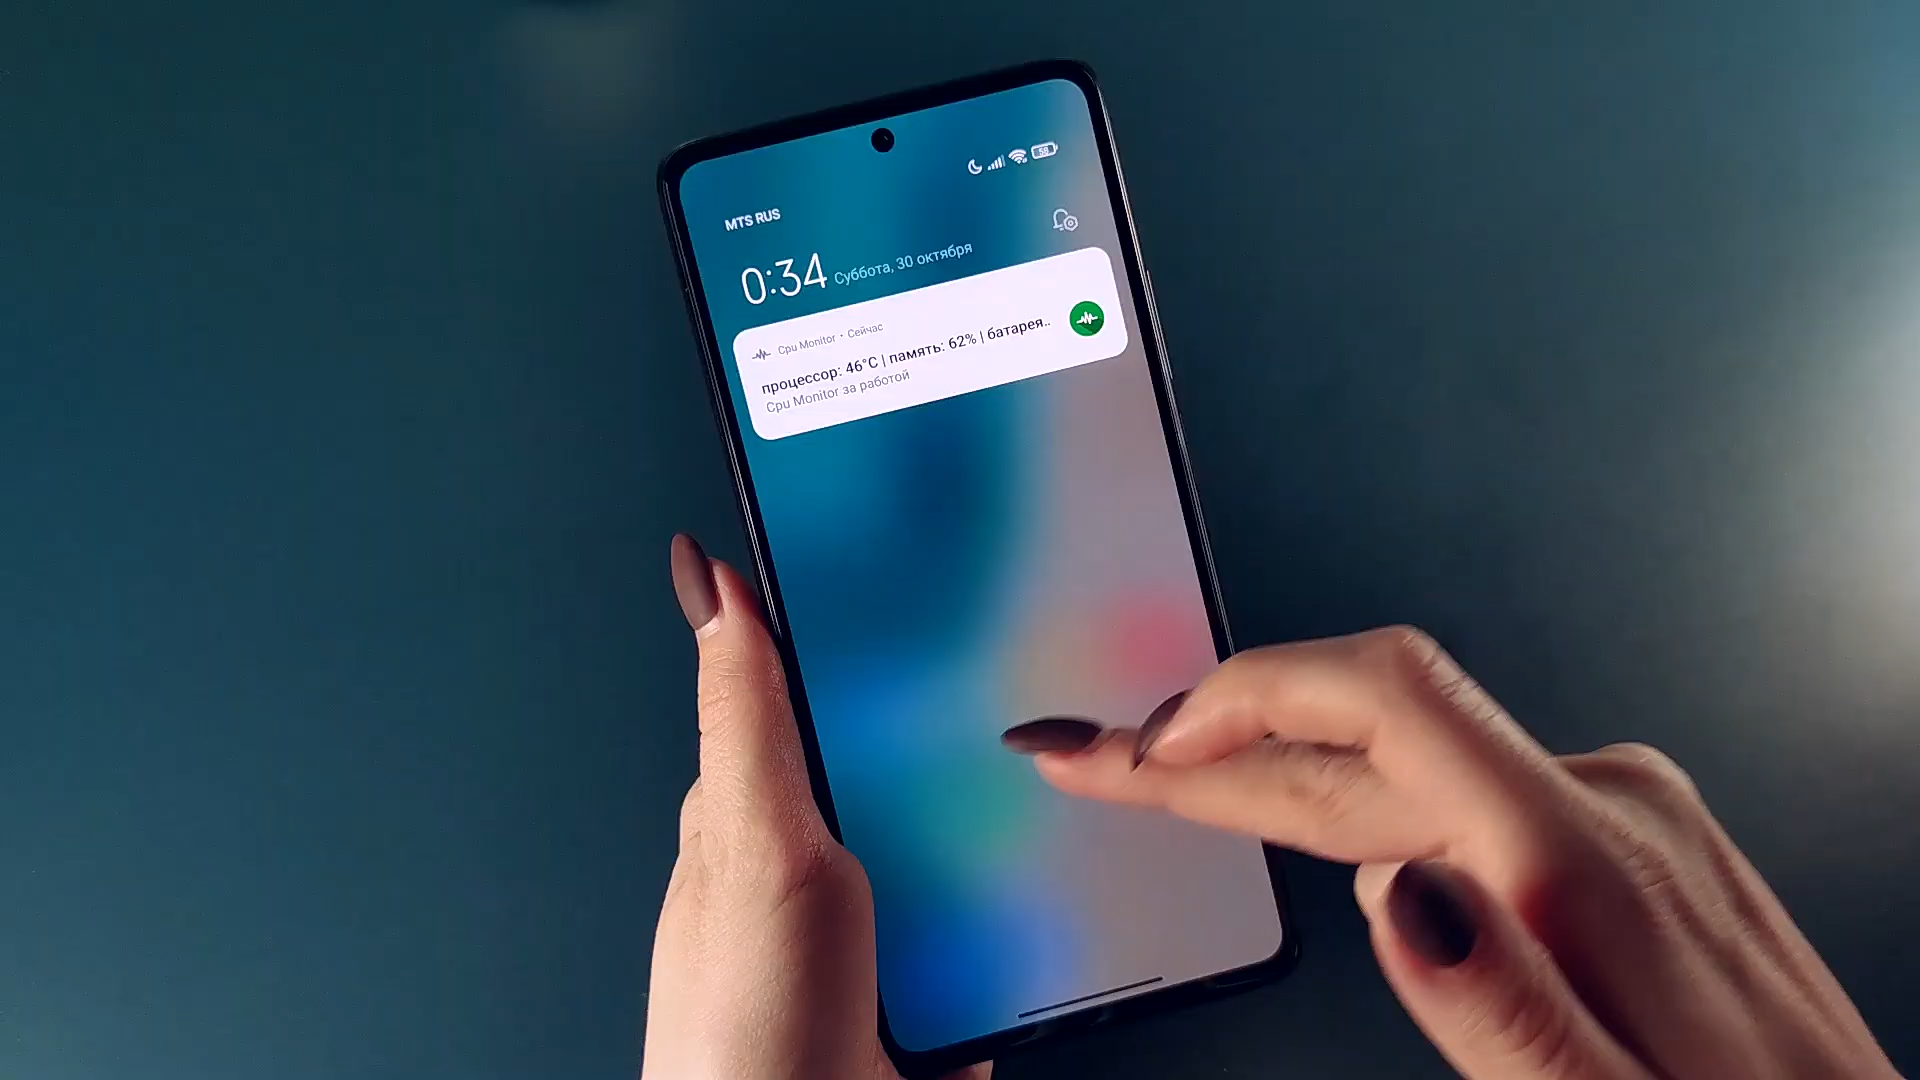 58
MTS RUS
0:34 Суббота, 30 октября
Cpu Monitor • Сейчас
процессор: 46°C | память: 62% | батарея..
Cpu Monitor за работой